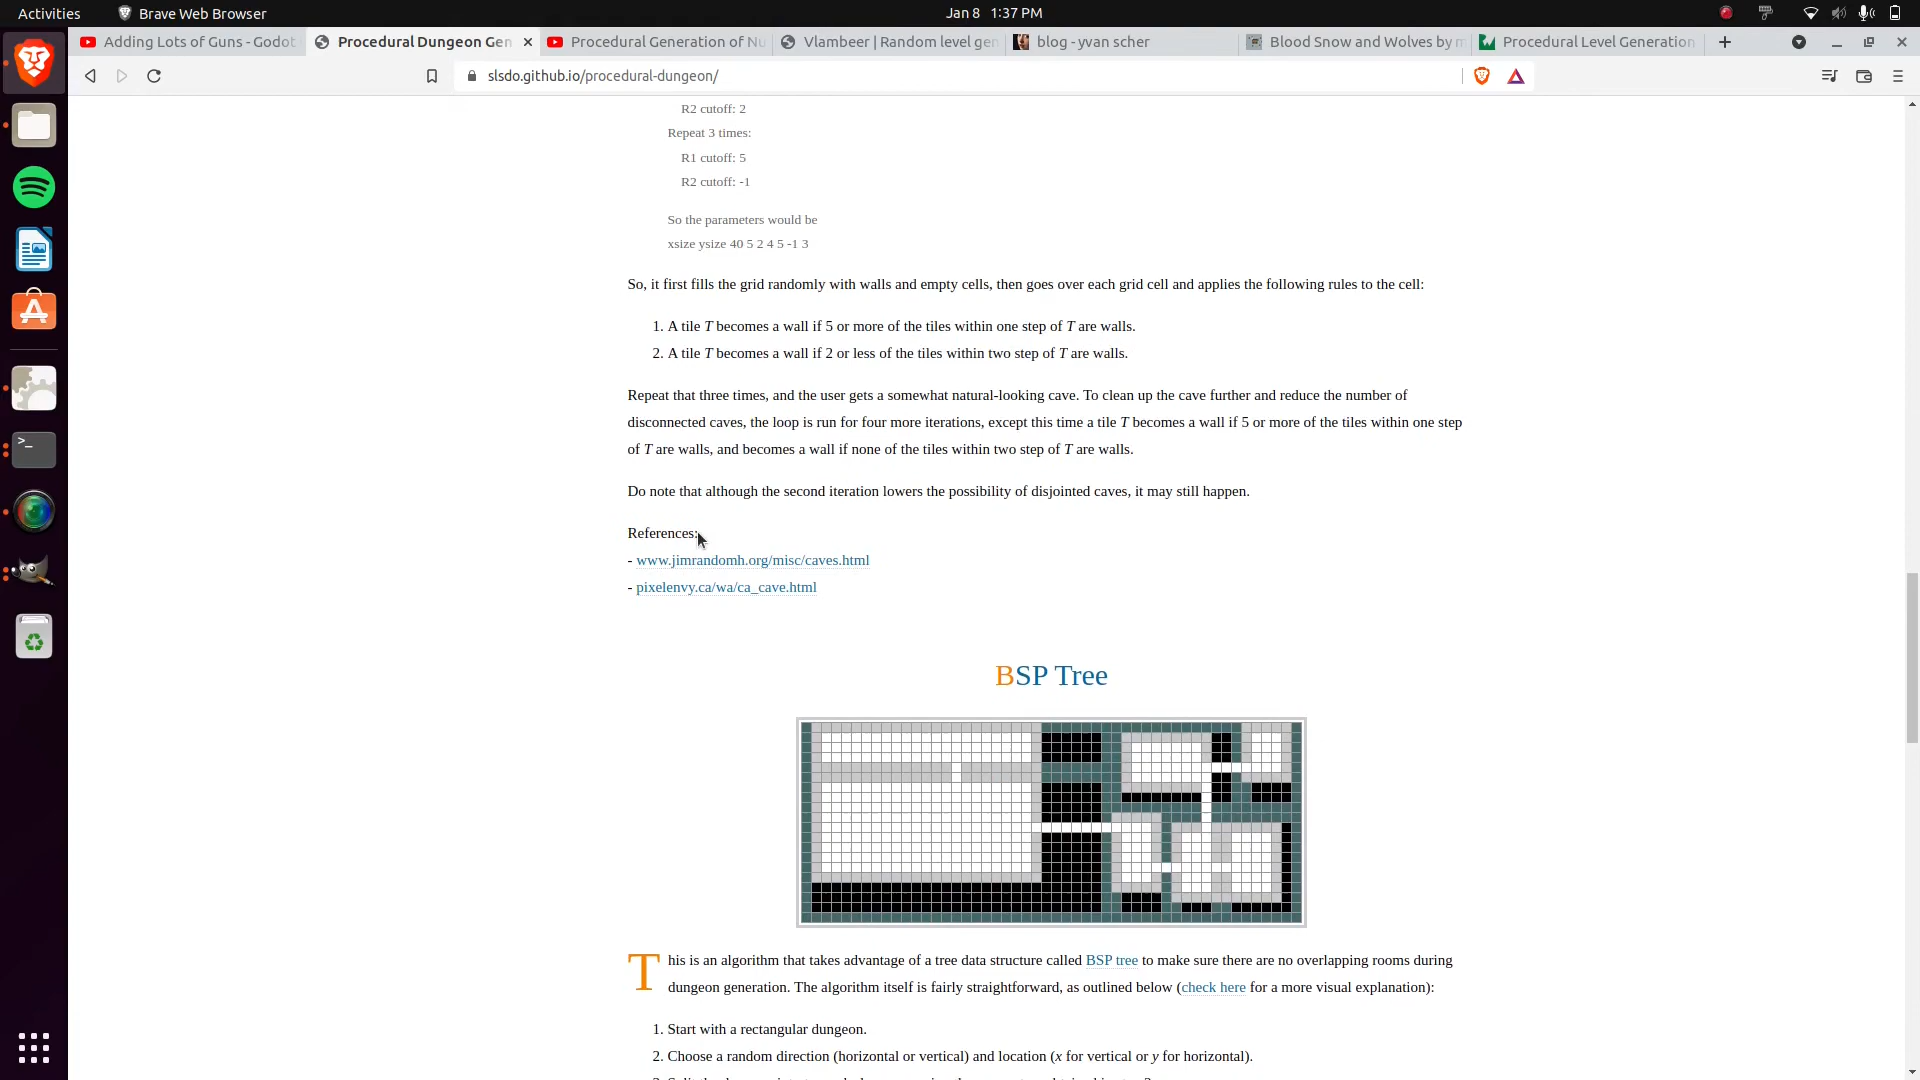 Activities
Brave Web Browser
Jan 8 1:37 PM
Adding Lots of Guns - Godot
Procedural Dungeon Gen
Procedural Generation of Nu
Vlambeer | Random level gen
blog - yvan scher
Blood Snow and Wolves by m
Procedural Level Generation
slsdo.github.io/procedural-dungeon/
R2 cutoff: 2
Repeat 3 times:
R1 cutoff: 5
R2 cutoff: -1
So the parameters would be
xsize ysize 40 5 2 4 5 -1 3
So, it first fills the grid randomly with walls and empty cells, then goes over each grid cell and applies the following rules to the cell:
1. A tile T becomes a wall if 5 or more of the tiles within one step of T are walls.
2. A tile T becomes a wall if 2 or less of the tiles within two step of T are walls.
Repeat that three times, and the user gets a somewhat natural-looking cave. To clean up the cave further and reduce the number of
disconnected caves, the loop is run for four more iterations, except this time a tile T becomes a wall if 5 or more of the tiles within one step
of T are walls, and becomes a wall if none of the tiles within two step of T are walls.
Do note that although the second iteration lowers the possibility of disjointed caves, it may still happen.
References:
- www.jimrandomh.org/misc/caves.html
- pixelenvy.ca/wa/ca_cave.html
BSP Tree
This is an algorithm that takes advantage of a tree data structure called BSP tree to make sure there are no overlapping rooms during
dungeon generation. The algorithm itself is fairly straightforward, as outlined below (check here for a more visual explanation):
1. Start with a rectangular dungeon.
2. Choose a random direction (horizontal or vertical) and location (x for vertical or y for horizontal).